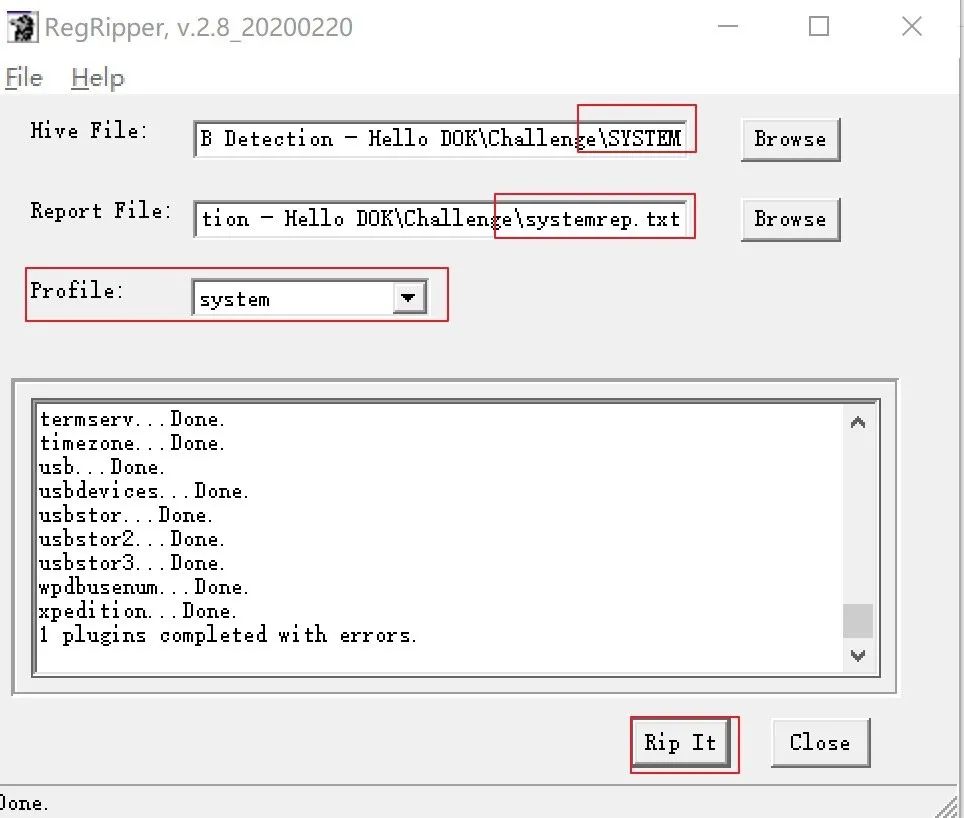 RegRipper, v.2.8_20200220
File Help
Hive File: B Detection - Hello DOK\Challenge\SYSTEM Browse
Report File: tion - Hello DOK\Challenge\systemrep.txt Browse
Profile: system
termserv...Done.
timezone...Done.
usb...Done.
usbdevices...Done.
usbstor...Done.
usbstor2...Done.
usbstor3...Done.
wpdbusenum...Done.
xpedition...Done.
1 plugins completed with errors.
Rip It Close
Done.